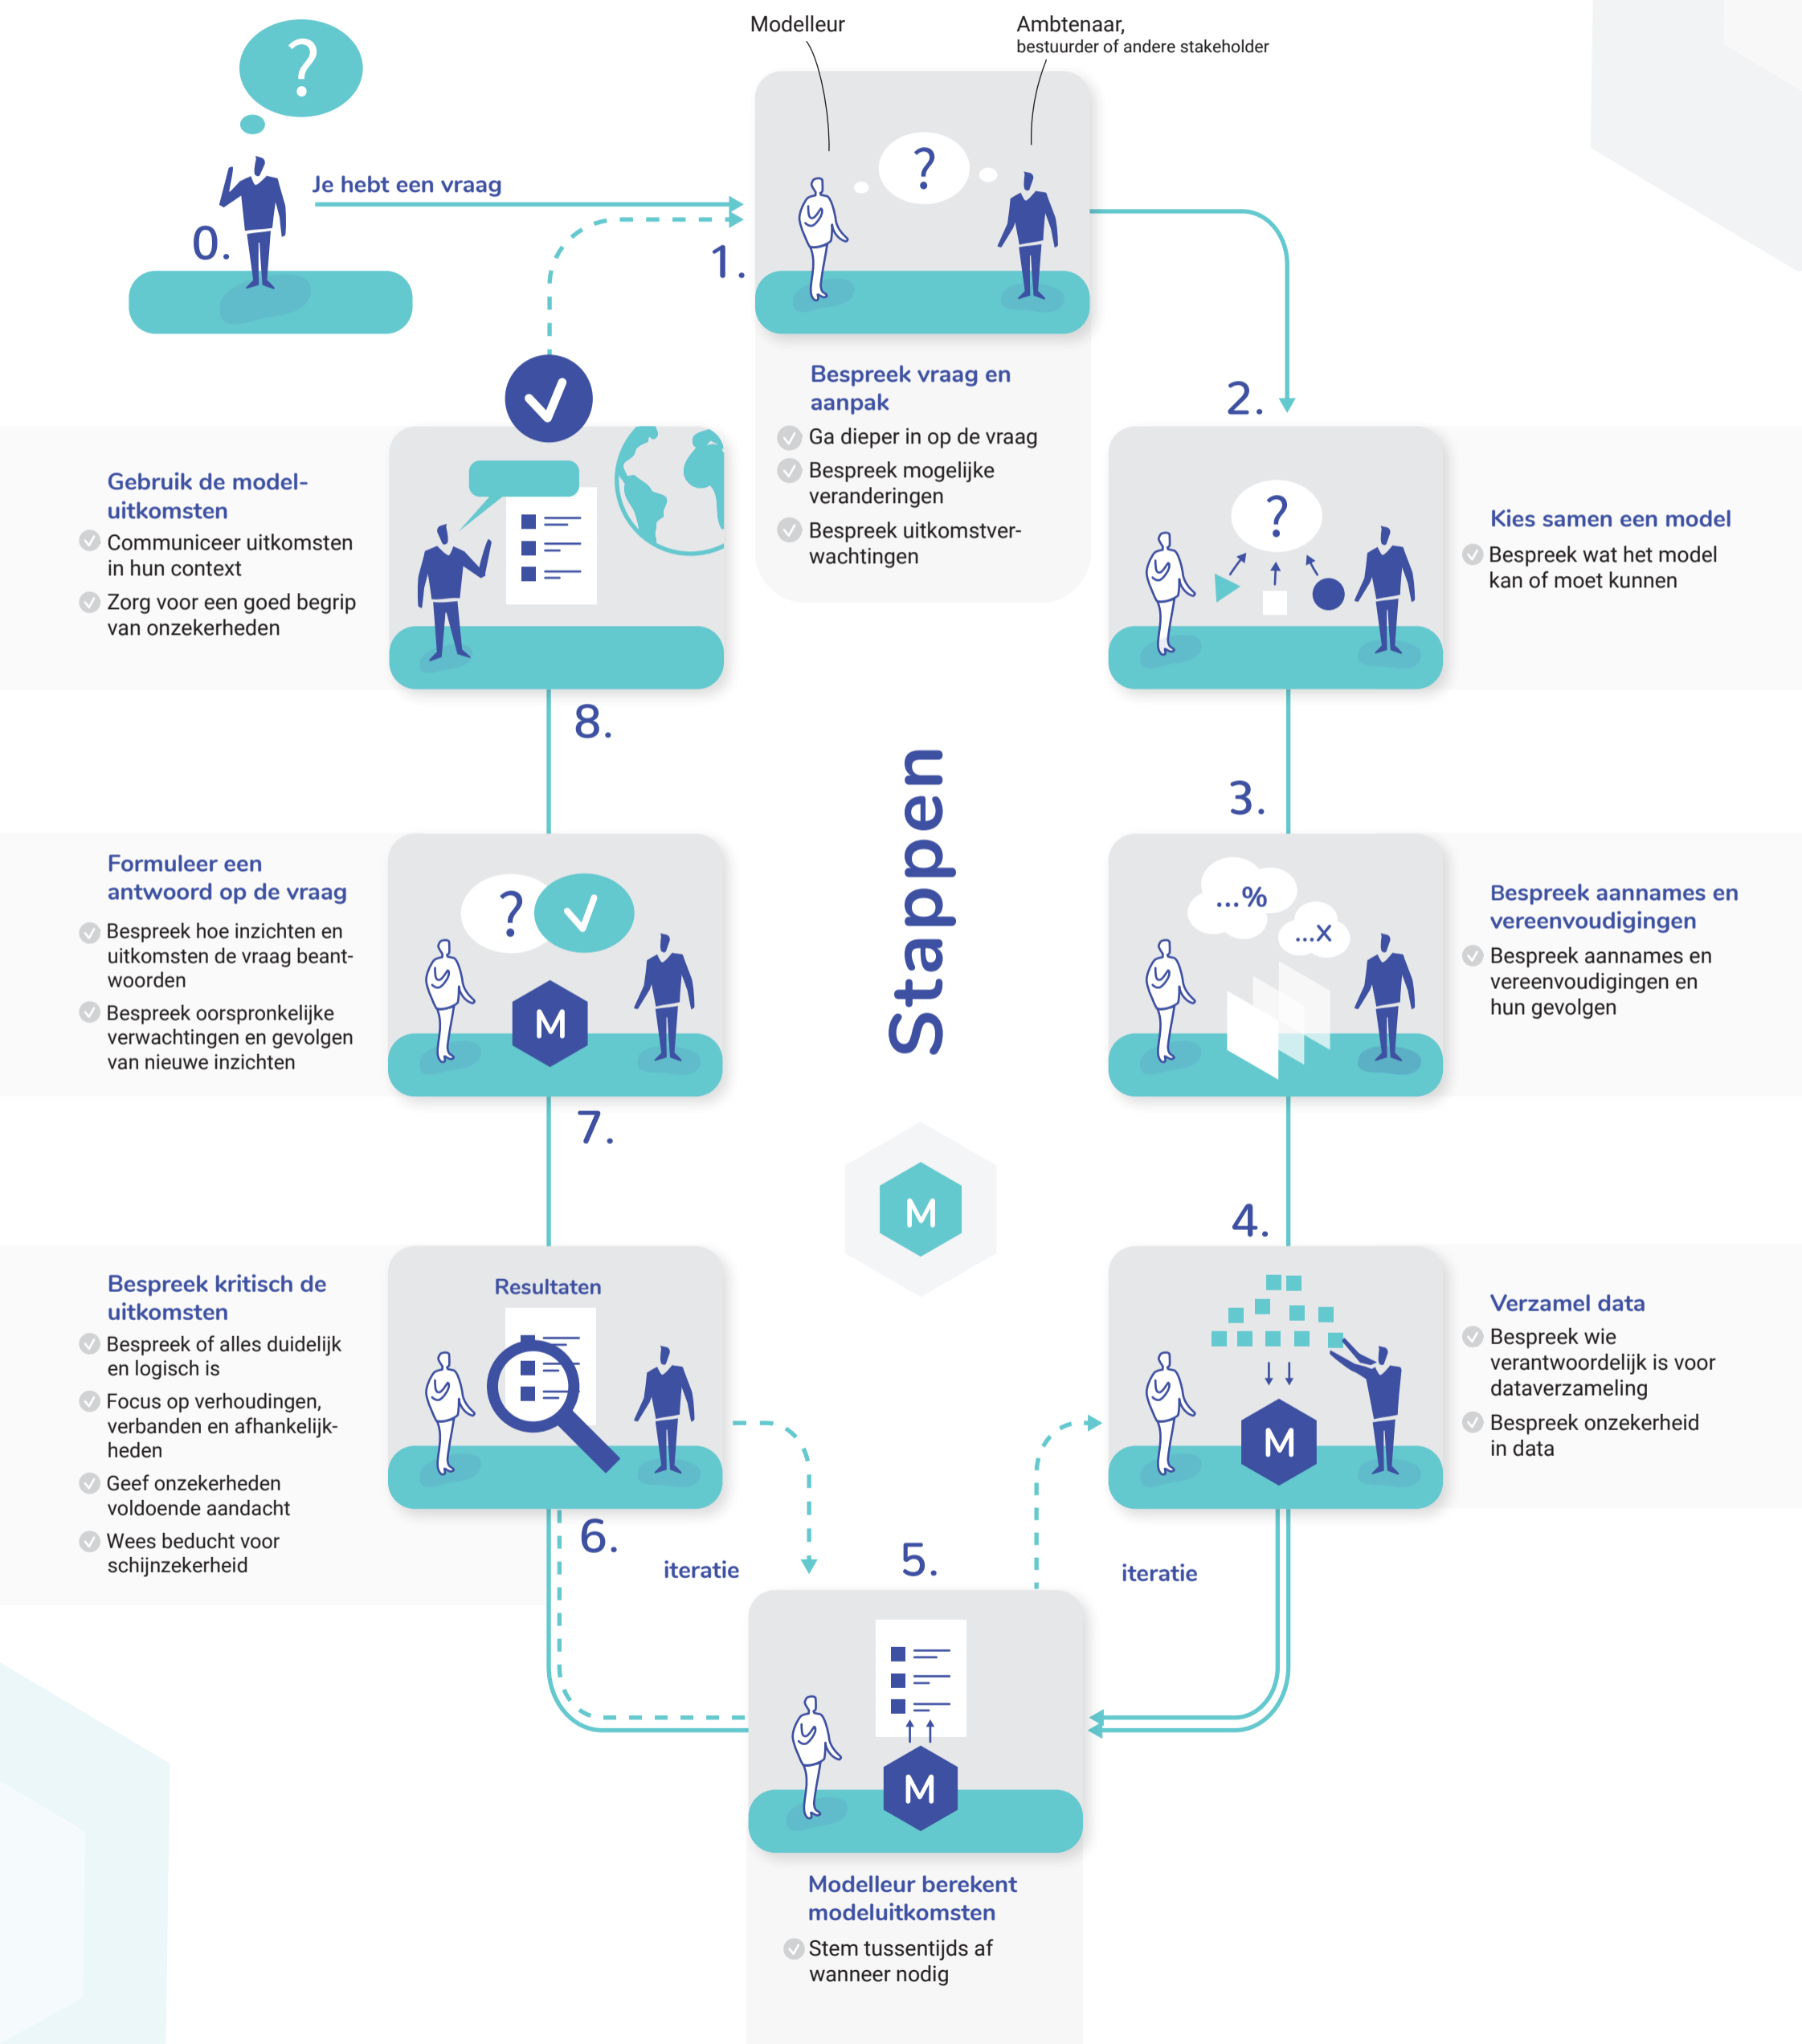 Modelleur
Ambtenaar,
bestuurder of andere stakeholder
?
0.
Je hebt een vraag
1.
?
Bespreek vraag en
aanpak
Ga dieper in op de vraag
Bespreek mogelijke
veranderingen
Bespreek uitkomstver-
wachtingen
2.
?
Kies samen een model
Bespreek wat het model
kan of moet kunnen
3.
...%
...x
Bespreek aannames en
vereenvoudigingen
Bespreek aannames en
vereenvoudigingen en
hun gevolgen
4.
M
Verzamel data
Bespreek wie
verantwoordelijk is voor
dataverzameling
Bespreek onzekerheid
in data
iteratie
5.
M
Modelleur berekent
modeluitkomsten
Stem tussentijds af
wanneer nodig
iteratie
6.
Resultaten
Bespreek kritisch de
uitkomsten
Bespreek of alles duidelijk
en logisch is
Focus op verhoudingen,
verbanden en afhankelijk-
heden
Geef onzekerheden
voldoende aandacht
Wees beducht voor
schijnzekerheid
7.
?
M
Formuleer een
antwoord op de vraag
Bespreek hoe inzichten en
uitkomsten de vraag beant-
woorden
Bespreek oorspronkelijke
verwachtingen en gevolgen
van nieuwe inzichten
8.
Gebruik de model-
uitkomsten
Communiceer uitkomsten
in hun context
Zorg voor een goed begrip
van onzekerheden
Stappen
M